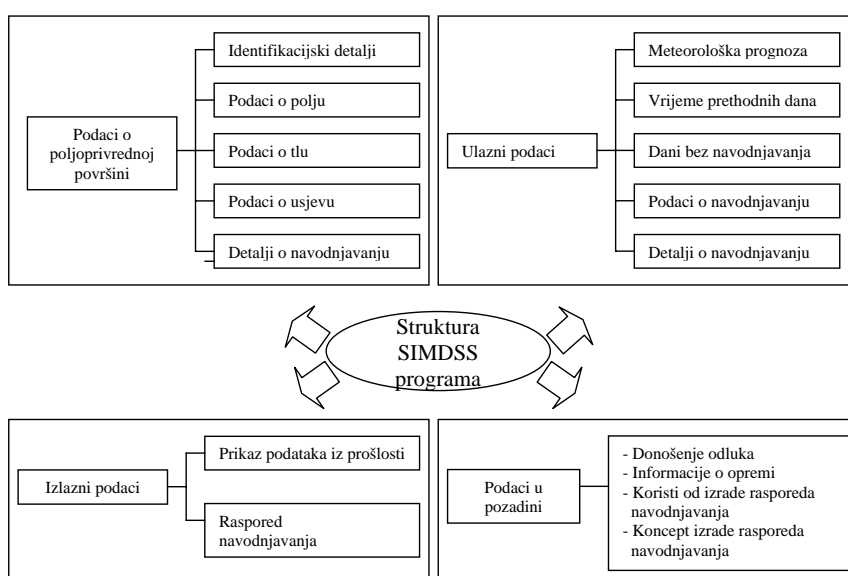 Podaci o
poljoprivrednoj
površini
Identifikacijski detalji
Podaci o polju
Podaci o tlu
Podaci o usjevu
Detalji o navodnjavanju
Ulazni podaci
Meteorološka prognoza
Vrijeme prethodnih dana
Dani bez navodnjavanja
Podaci o navodnjavanju
Detalji o navodnjavanju
Struktura
SIMDSS
programa
Izlazni podaci
Prikaz podataka iz prošlosti
Raspored
navodnjavanja
Podaci u
pozadini
- Donošenje odluka
- Informacije o opremi
- Koristi od izrade rasporeda
navodnjavanja
- Koncept izrade rasporeda
navodnjavanja